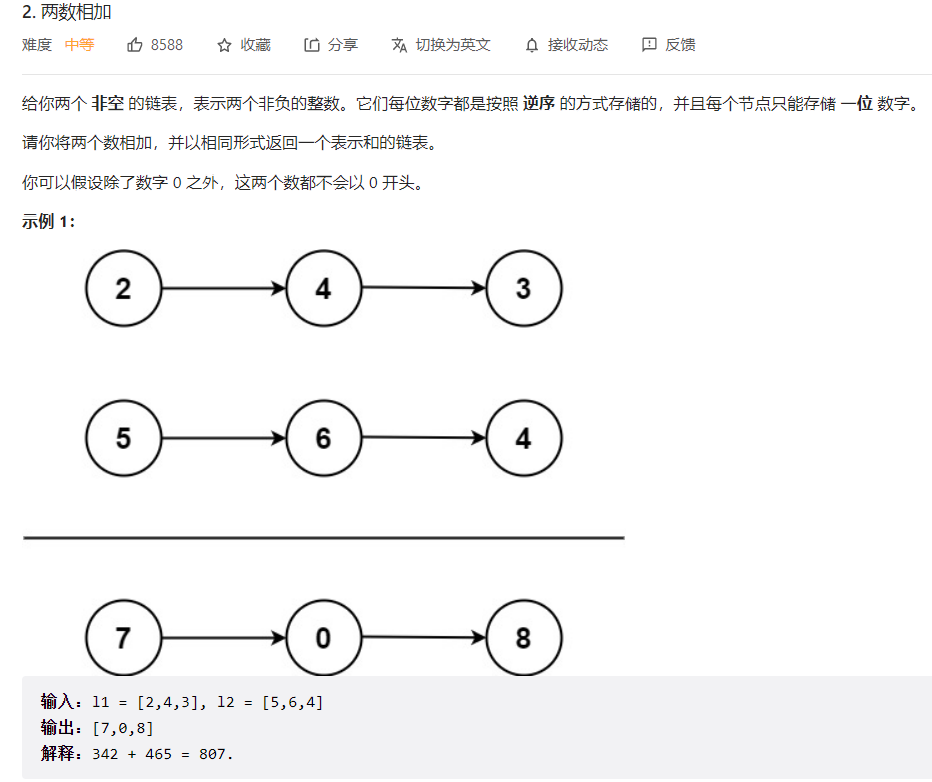 2. 两数相加
难度 中等 8588 收藏 分享 切换为英文 接收动态 反馈
给你两个 非空 的链表，表示两个非负的整数。它们每位数字都是按照 逆序 的方式存储的，并且每个节点只能存储 一位 数字。
请你将两个数相加，并以相同形式返回一个表示和的链表。
你可以假设除了数字 0 之外，这两个数都不会以 0 开头。
示例 1：
2 4 3
5 6 4
7 0 8
输入：l1 = [2,4,3], l2 = [5,6,4]
输出：[7,0,8]
解释：342 + 465 = 807.